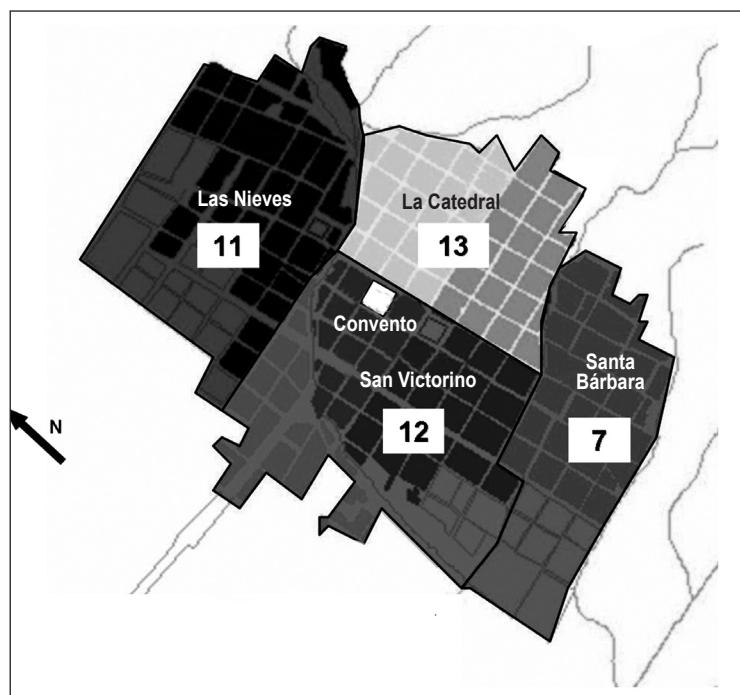 Las Nieves
11
La Catedral
13
Convento
San Victorino
12
Santa
Bárbara
7
N